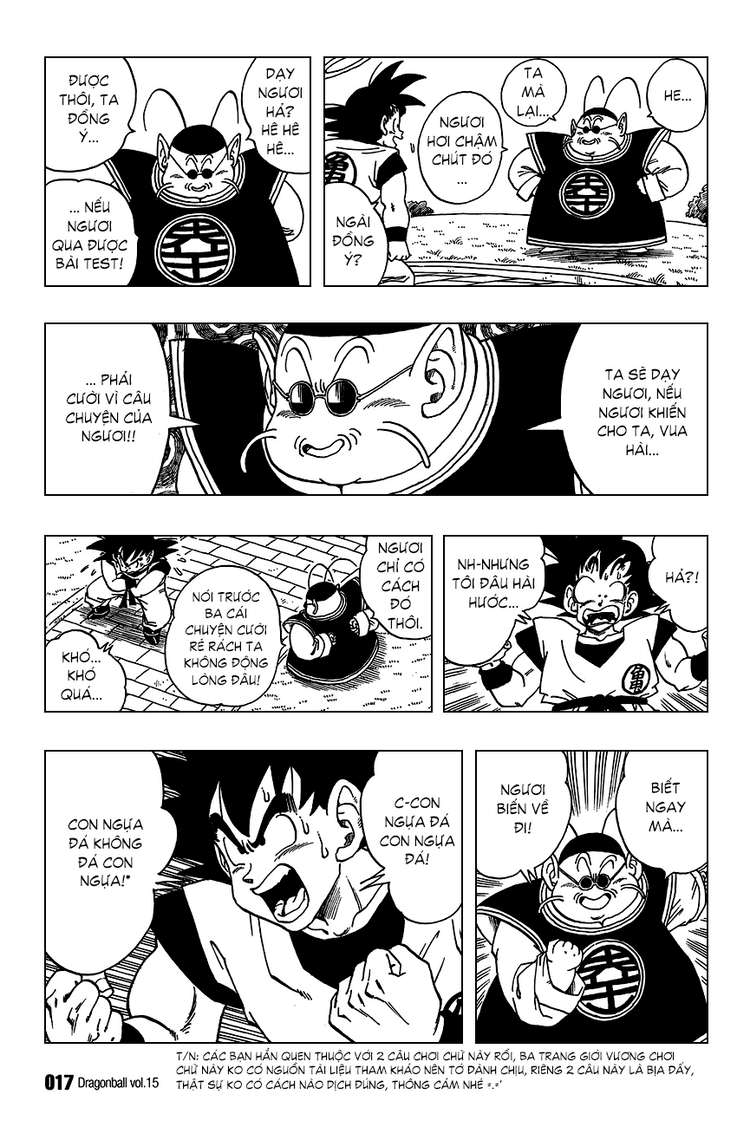 HE...
TA
MÀ
LẠI...
NGƯƠI
HƠI CHẬM
CHÚT ĐÓ
...
NGÀI
ĐỒNG
Ý?
DẠY
NGƯƠI
HẢ?
HÊ HÊ
HÊ...
ĐƯỢC
THÔI, TA
ĐỒNG
Ý...
... NẾU
NGƯƠI
QUA ĐƯỢC
BÀI TEST!
TA SẼ DẠY
NGƯƠI, NẾU
NGƯƠI KHIẾN
CHO TA, VUA
HÀI...
... PHẢI
CƯỜI VÌ CÂU
CHUYỆN CỦA
NGƯƠI!!
HẢ?!
NH-NHƯNG
TÔI ĐÂU HÀI
HƯỚC...
NGƯƠI
CHỈ CÓ
CÁCH
ĐÓ
THÔI.
NÓI TRƯỚC
BA CÁI
CHUYỆN CƯỜI
RẺ RÁCH TA
KHÔNG ĐỘNG
LÒNG ĐÂU!
KHÓ...
KHÓ
QUÁ...
BIẾT
NGAY
MÀ...
NGƯƠI
BIẾN VỀ
ĐI!
C-CON
NGỰA ĐÁ
CON NGỰA
ĐÁ!
CON NGỰA
ĐÁ KHÔNG
ĐÁ CON
NGỰA!*
T/N: CÁC BẠN HẲN QUEN THUỘC VỚI 2 CÂU CHƠI CHỮ NÀY RỒI, BA TRANG GIỚI VƯƠNG CHƠI
CHỮ NÀY KO CÓ NGUỒN TÀI LIỆU THAM KHẢO NÊN TỚ ĐÀNH CHỊU, RIÊNG 2 CÂU NÀY LÀ BỊA ĐẤY,
THẬT SỰ KO CÓ CÁCH NÀO DỊCH ĐÚNG, THÔNG CẢM NHÉ *.*'
017 Dragonball vol.15